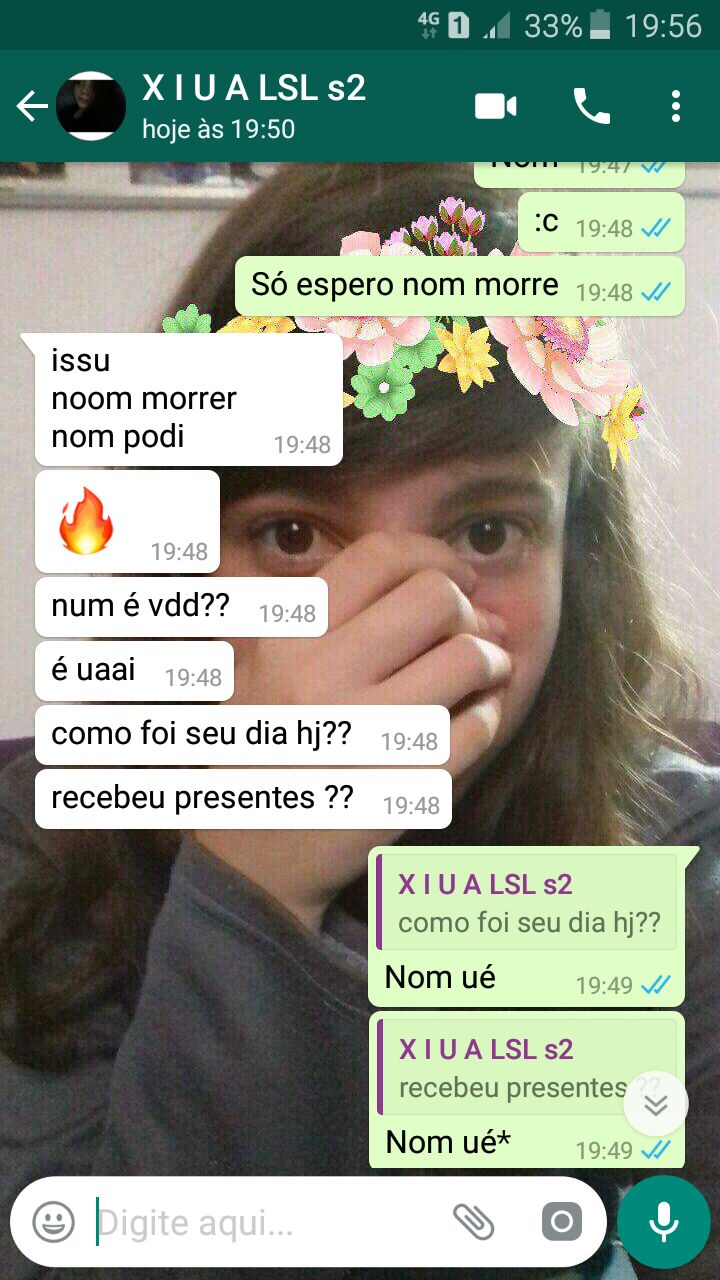 4G 1 33% 19:56
X I U A LSL s2
hoje às 19:50
Nom 19:47
:c 19:48
Só espero nom morre 19:48
issu
noom morrer
nom podi 19:48
🔥 19:48
num é vdd?? 19:48
é uaai 19:48
como foi seu dia hj?? 19:48
recebeu presentes ?? 19:48
X I U A LSL s2
como foi seu dia hj??
Nom ué 19:49
X I U A LSL s2
recebeu presentes ??
Nom ué* 19:49
Digite aqui...